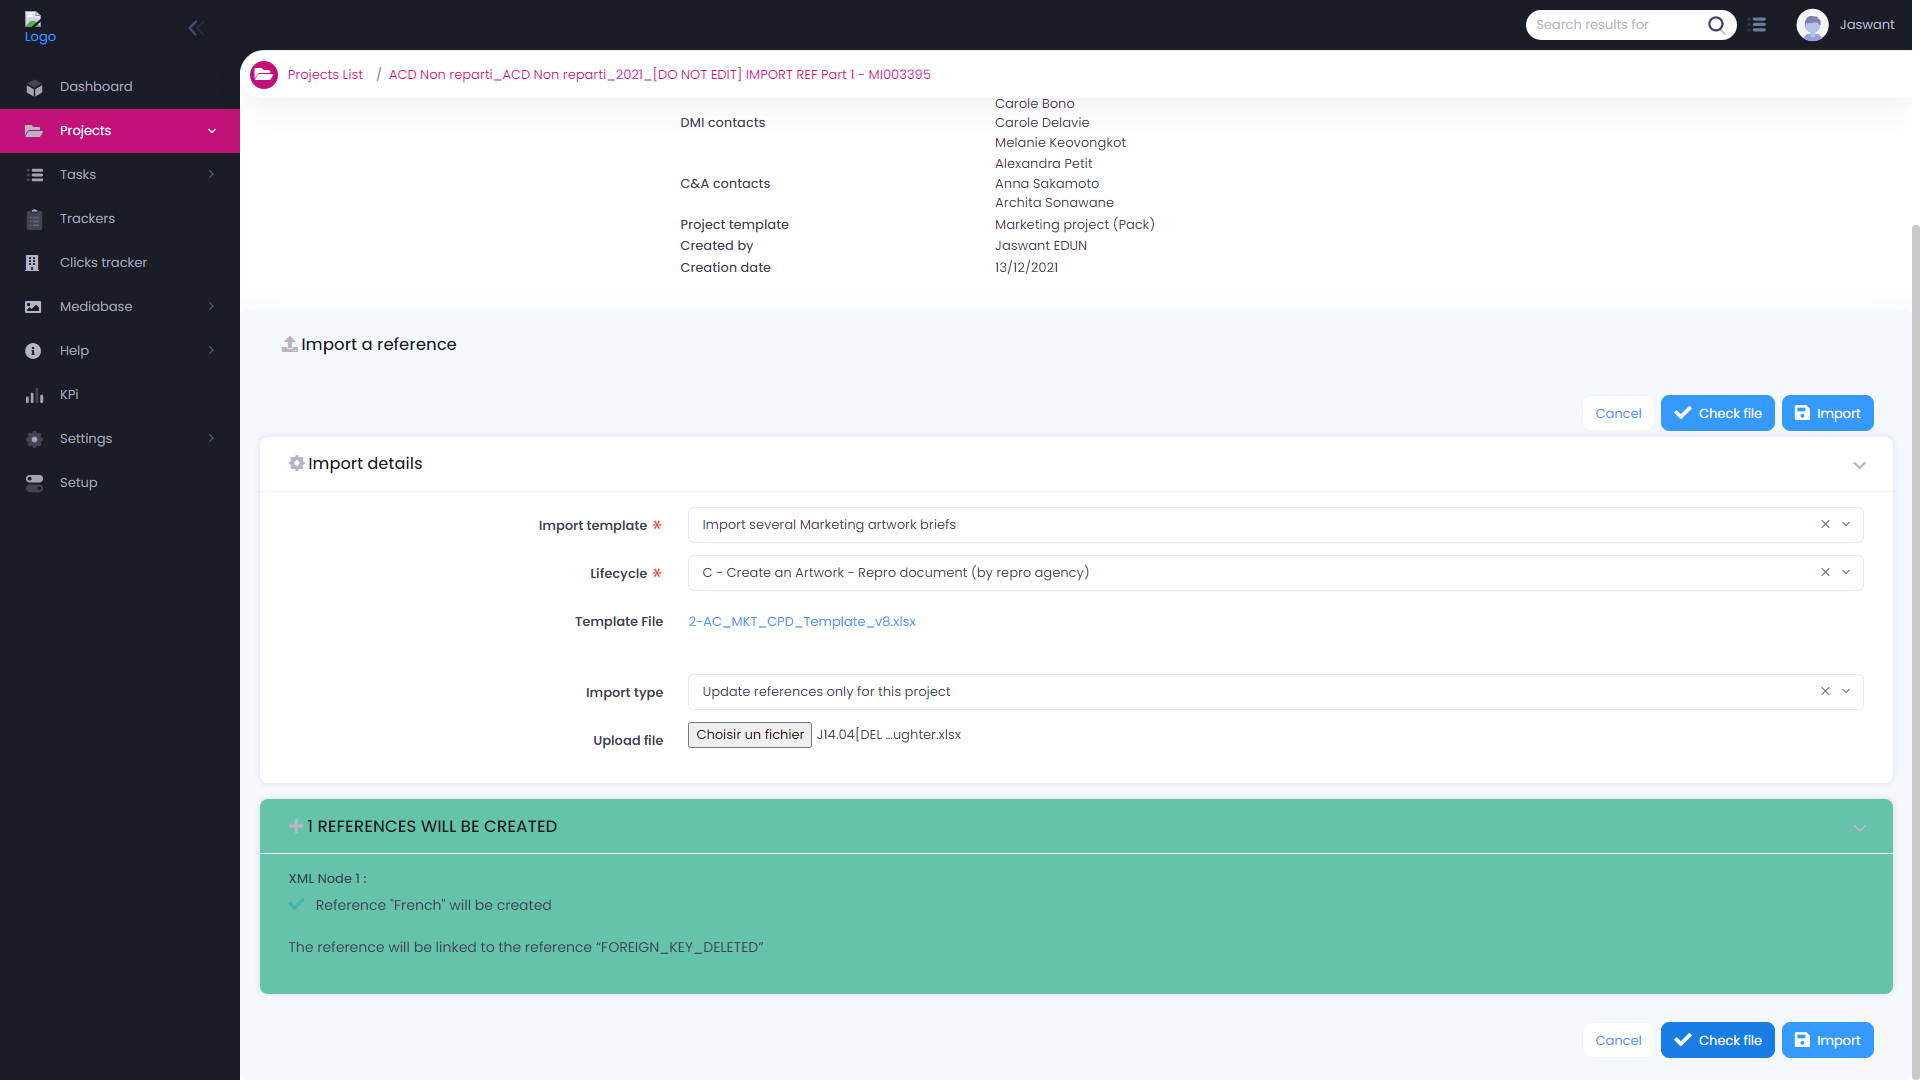 Logo
Search results for
Jaswant
Dashboard
Projects
Tasks
Trackers
Clicks tracker
Mediabase
Help
KPi
Settings
Setup
Projects List / ACD Non reparti_ACD Non reparti_2021_[DO NOT EDIT] IMPORT REF Part 1 - MI003395
Carole Bono
DMI contacts Carole Delavie
Melanie Keovongkot
Alexandra Petit
C&A contacts Anna Sakamoto
Archita Sonawane
Project template Marketing project (Pack)
Created by Jaswant EDUN
Creation date 13/12/2021
Import a reference
Cancel Check file Import
Import details
Import template * Import several Marketing artwork briefs
Lifecycle * C - Create an Artwork - Repro document (by repro agency)
Template File 2-AC_MKT_CPD_Template_v8.xlsx
Import type Update references only for this project
Upload file Choisir un fichier J14.04[DEL ...ughter.xlsx
1 REFERENCES WILL BE CREATED
XML Node 1 :
Reference "French" will be created
The reference will be linked to the reference “FOREIGN_KEY_DELETED”
Cancel Check file Import